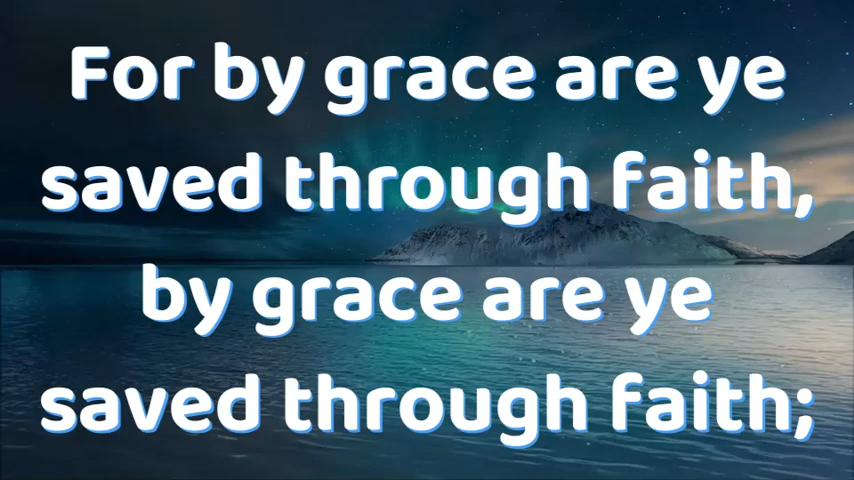 For by grace are ye
saved through faith,
by grace are ye
saved through faith;